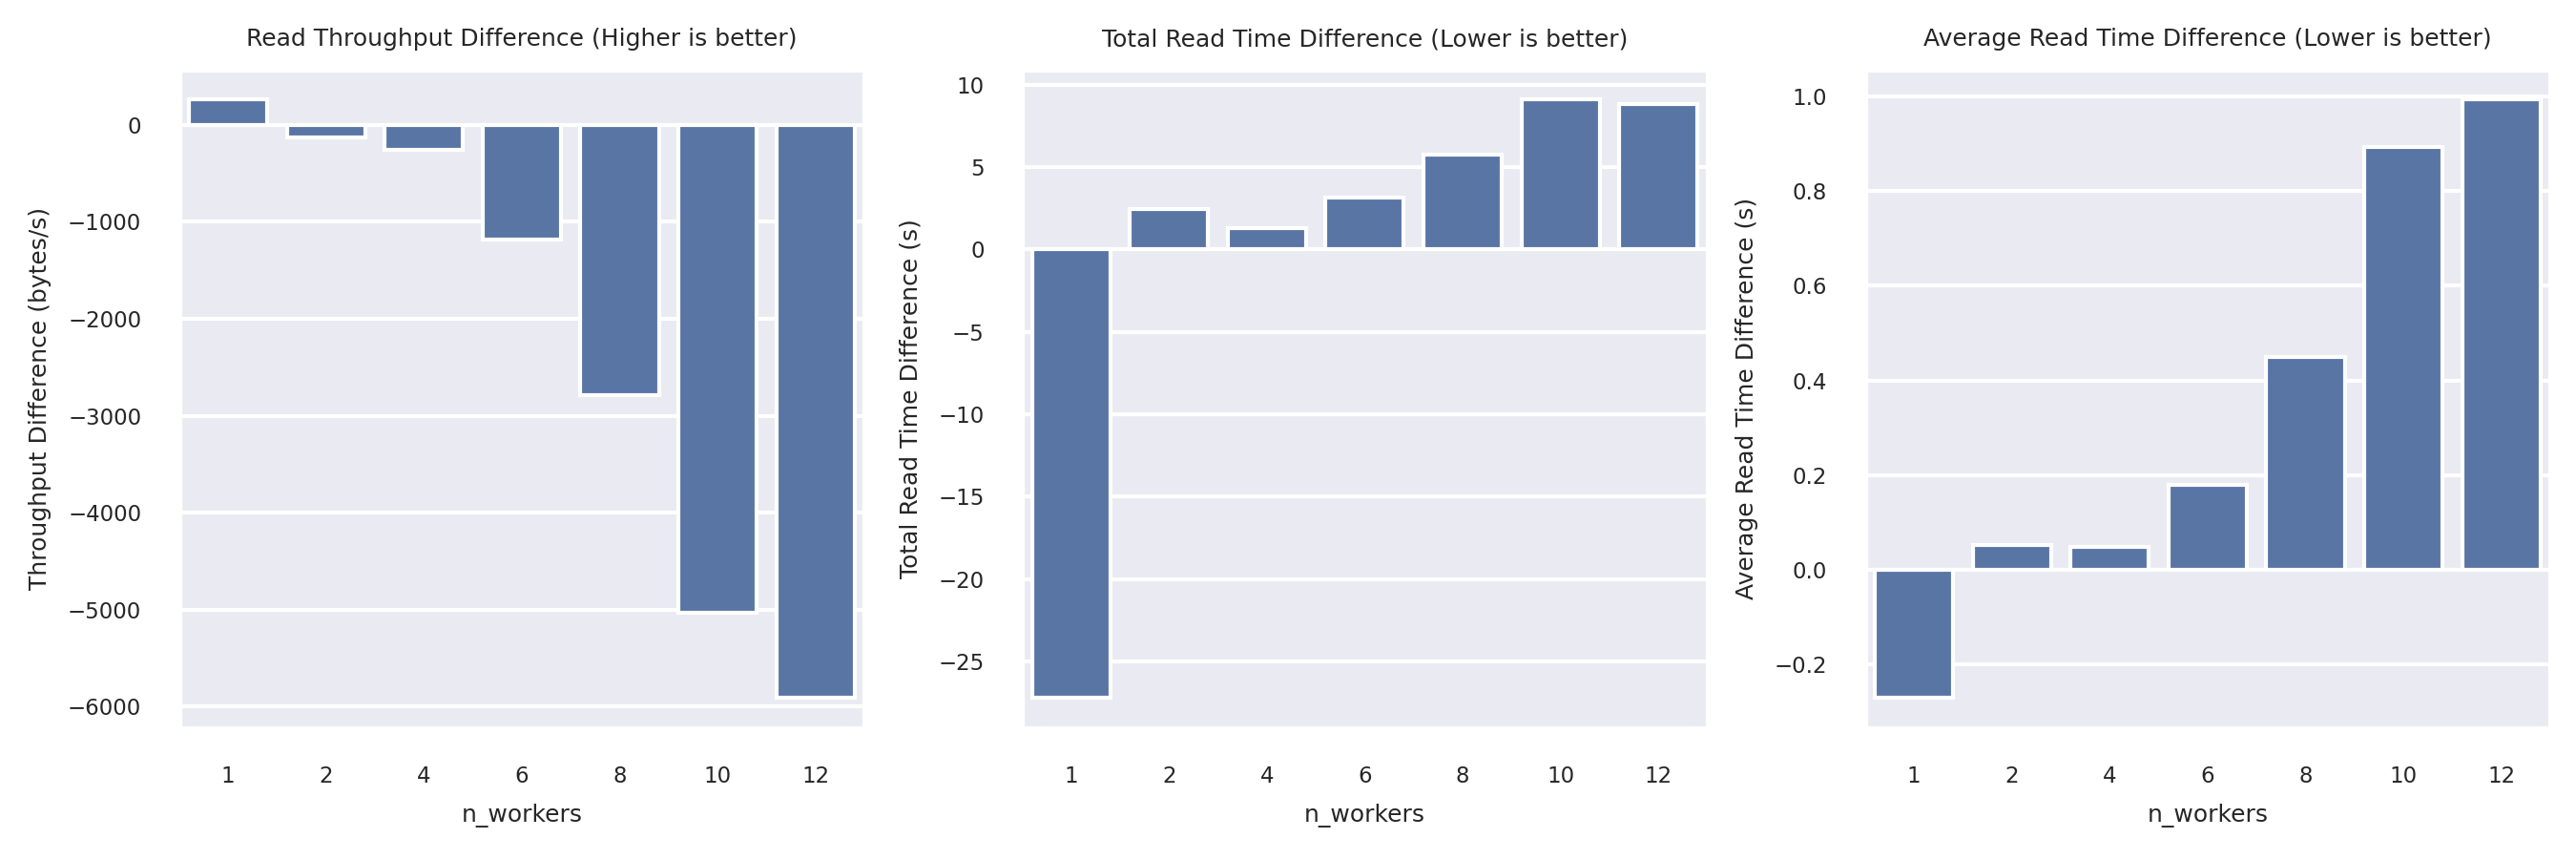 Read Throughput Difference (Higher is better)
Throughput Difference (bytes/s)
0
−1000
−2000
−3000
−4000
−5000
−6000
1 2 4 6 8 10 12
n_workers
Total Read Time Difference (Lower is better)
Total Read Time Difference (s)
10
5
0
−5
−10
−15
−20
−25
1 2 4 6 8 10 12
n_workers
Average Read Time Difference (Lower is better)
Average Read Time Difference (s)
1.0
0.8
0.6
0.4
0.2
0.0
−0.2
1 2 4 6 8 10 12
n_workers